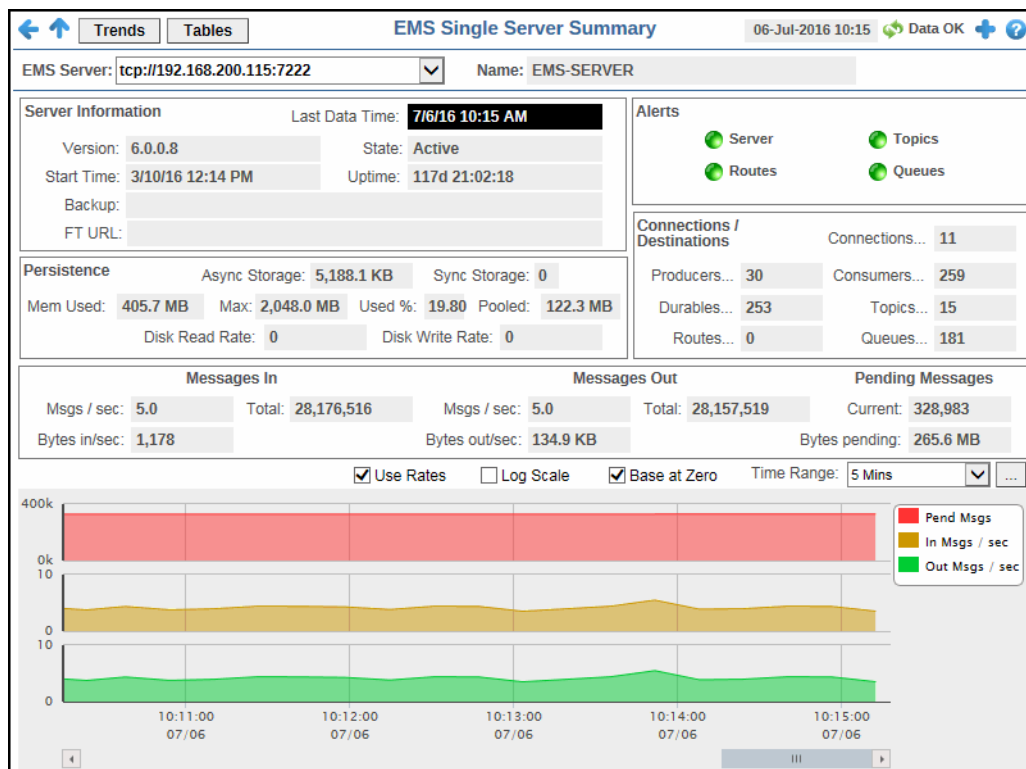 Trends Tables EMS Single Server Summary 06-Jul-2016 10:15 Data OK
EMS Server: tcp://192.168.200.115:7222 Name: EMS-SERVER
Server Information Last Data Time: 7/6/16 10:15 AM
Version: 6.0.0.8 State: Active
Start Time: 3/10/16 12:14 PM Uptime: 117d 21:02:18
Backup:
FT URL:
Alerts
Server Topics
Routes Queues
Persistence Async Storage: 5,188.1 KB Sync Storage: 0
Mem Used: 405.7 MB Max: 2,048.0 MB Used %: 19.80 Pooled: 122.3 MB
Disk Read Rate: 0 Disk Write Rate: 0
Connections /
Destinations Connections... 11
Producers... 30 Consumers... 259
Durables... 253 Topics... 15
Routes... 0 Queues... 181
Messages In Messages Out Pending Messages
Msgs / sec: 5.0 Total: 28,176,516 Msgs / sec: 5.0 Total: 28,157,519 Current: 328,983
Bytes in/sec: 1,178 Bytes out/sec: 134.9 KB Bytes pending: 265.6 MB
Use Rates Log Scale Base at Zero Time Range: 5 Mins ...
400k
0k
10
0
10
0
Pend Msgs
In Msgs / sec
Out Msgs / sec
10:11:00 10:12:00 10:13:00 10:14:00 10:15:00
07/06 07/06 07/06 07/06 07/06